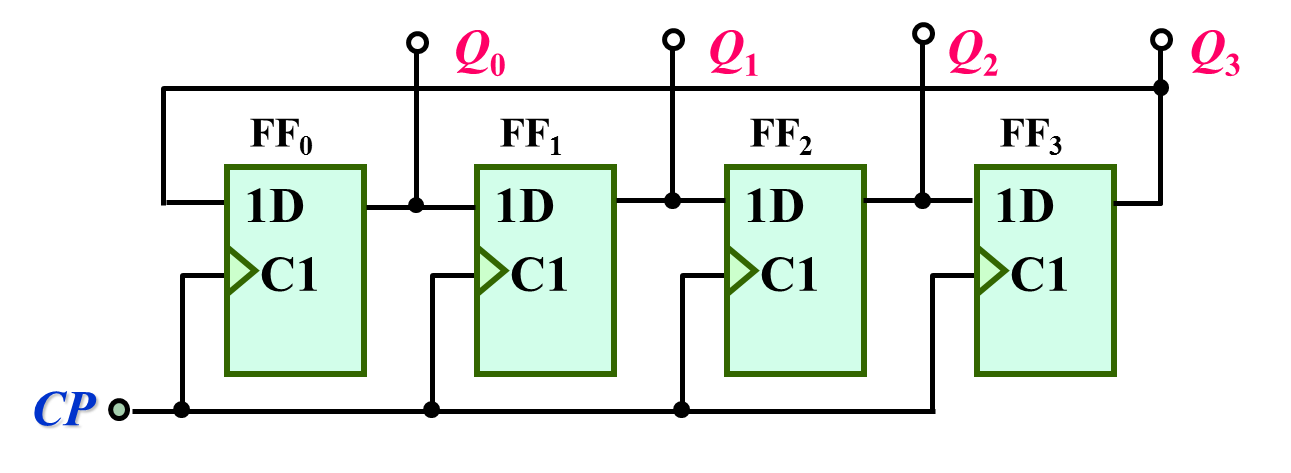 Q0 Q1 Q2 Q3
FF0 FF1 FF2 FF3
1D 1D 1D 1D
C1 C1 C1 C1
CP